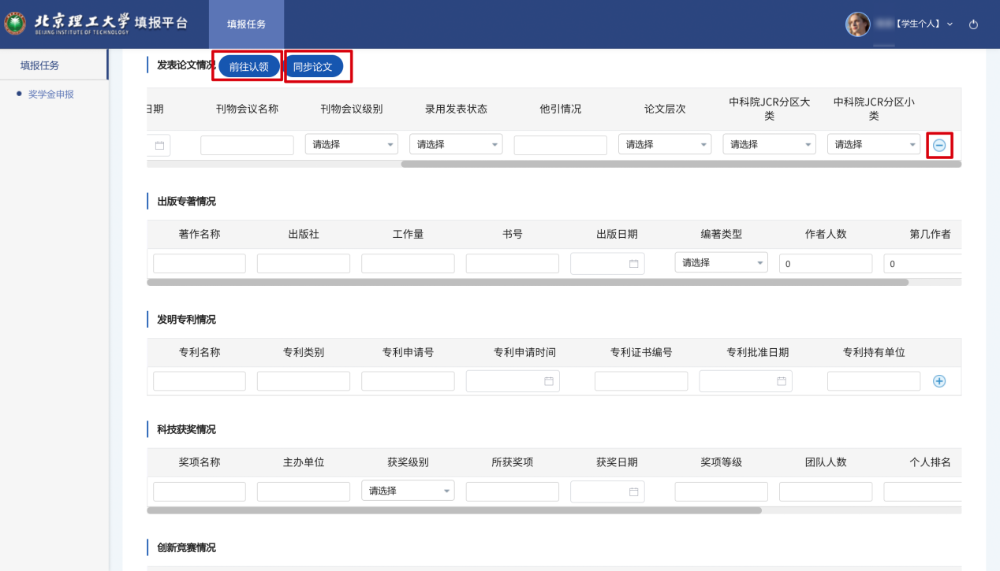 北京理工大学 填报平台
BEIJING INSTITUTE OF TECHNOLOGY
填报任务
【学生个人】
填报任务
奖学金申报
发表论文情况 前往认领 同步论文
日期 刊物会议名称 刊物会议级别 录用发表状态 他引情况 论文层次 中科院JCR分区大类 中科院JCR分区小类
请选择 请选择 请选择 请选择 请选择
出版专著情况
著作名称 出版社 工作量 书号 出版日期 编著类型 作者人数 第几作者
请选择 0 0
发明专利情况
专利名称 专利类别 专利申请号 专利申请时间 专利证书编号 专利批准日期 专利持有单位
科技获奖情况
奖项名称 主办单位 获奖级别 所获奖项 获奖日期 奖项等级 团队人数 个人排名
请选择
创新竞赛情况